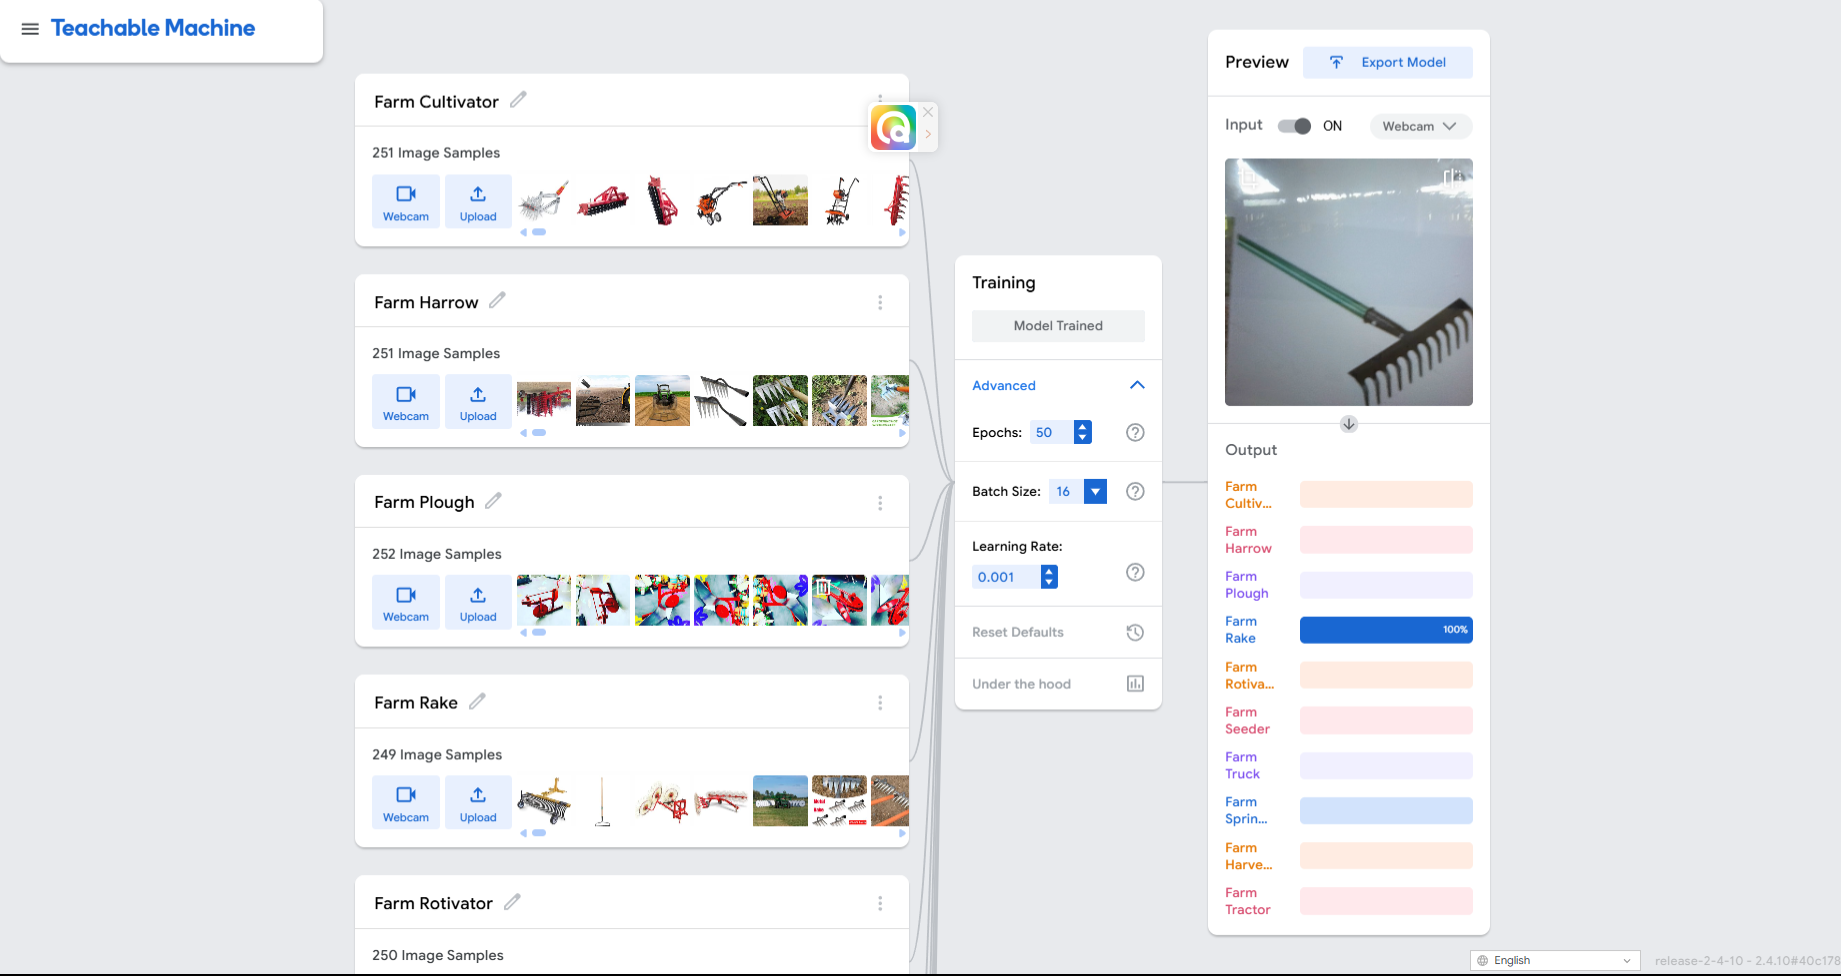 Teachable Machine
Farm Cultivator
251 Image Samples
Webcam
Upload
Farm Harrow
251 Image Samples
Webcam
Upload
Farm Plough
252 Image Samples
Webcam
Upload
Farm Rake
249 Image Samples
Webcam
Upload
Farm Rotivator
250 Image Samples
Training
Model Trained
Advanced
Epochs: 50
Batch Size: 16
Learning Rate:
0.001
Reset Defaults
Under the hood
Preview
Export Model
Input
ON
Webcam
Output
Farm
Cultiv...
Farm
Harrow
Farm
Plough
Farm
Rake
100%
Farm
Rotiva...
Farm
Seeder
Farm
Truck
Farm
Sprin...
Farm
Harve...
Farm
Tractor
English
release-2-4-10 - 2.4.10#40c178